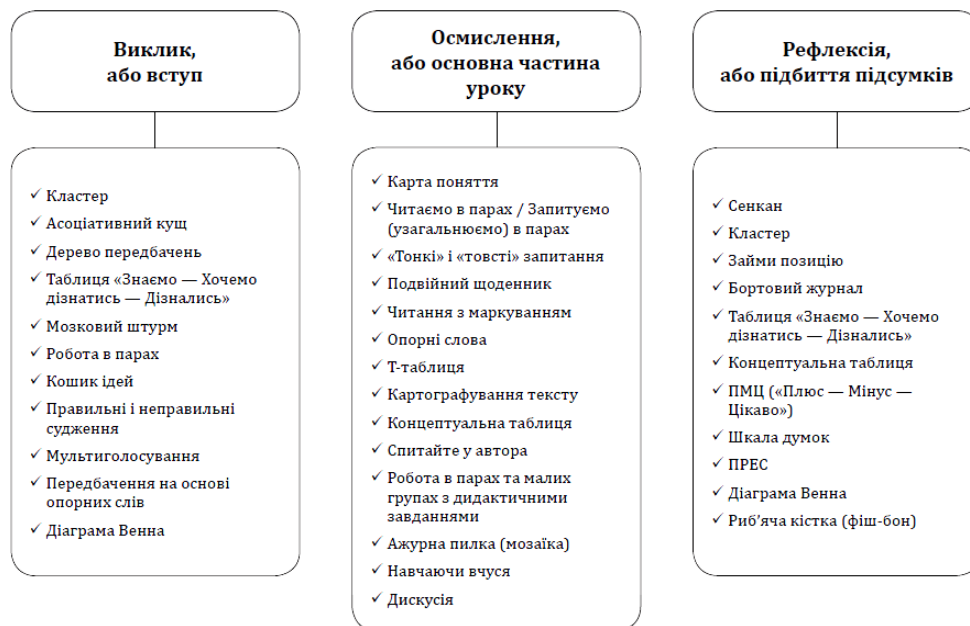 Виклик,
або вступ
✓ Кластер
✓ Асоціативний кущ
✓ Дерево передбачень
✓ Таблиця «Знаємо — Хочемо
дізнатись — Дізнались»
✓ Мозковий штурм
✓ Робота в парах
✓ Кошик ідей
✓ Правильні і неправильні
судження
✓ Мультиголосування
✓ Передбачення на основі
опорних слів
✓ Діаграма Венна
Осмислення,
або основна частина
уроку
✓ Карта поняття
✓ Читаємо в парах / Запитуємо
(узагальнюємо) в парах
✓ «Тонкі» і «товсті» запитання
✓ Подвійний щоденник
✓ Читання з маркуванням
✓ Опорні слова
✓ Т-таблиця
✓ Картографування тексту
✓ Концептуальна таблиця
✓ Спитайте у автора
✓ Робота в парах та малих
групах з дидактичними
завданнями
✓ Ажурна пилка (мозаїка)
✓ Навчаючи вчуся
✓ Дискусія
Рефлексія,
або підбиття підсумків
✓ Сенкан
✓ Кластер
✓ Займи позицію
✓ Бортовий журнал
✓ Таблиця «Знаємо — Хочемо
дізнатись — Дізнались»
✓ Концептуальна таблиця
✓ ПМЦ («Плюс — Мінус —
Цікаво»)
✓ Шкала думок
✓ ПРЕС
✓ Діаграма Венна
✓ Риб’яча кістка (фіш-бон)